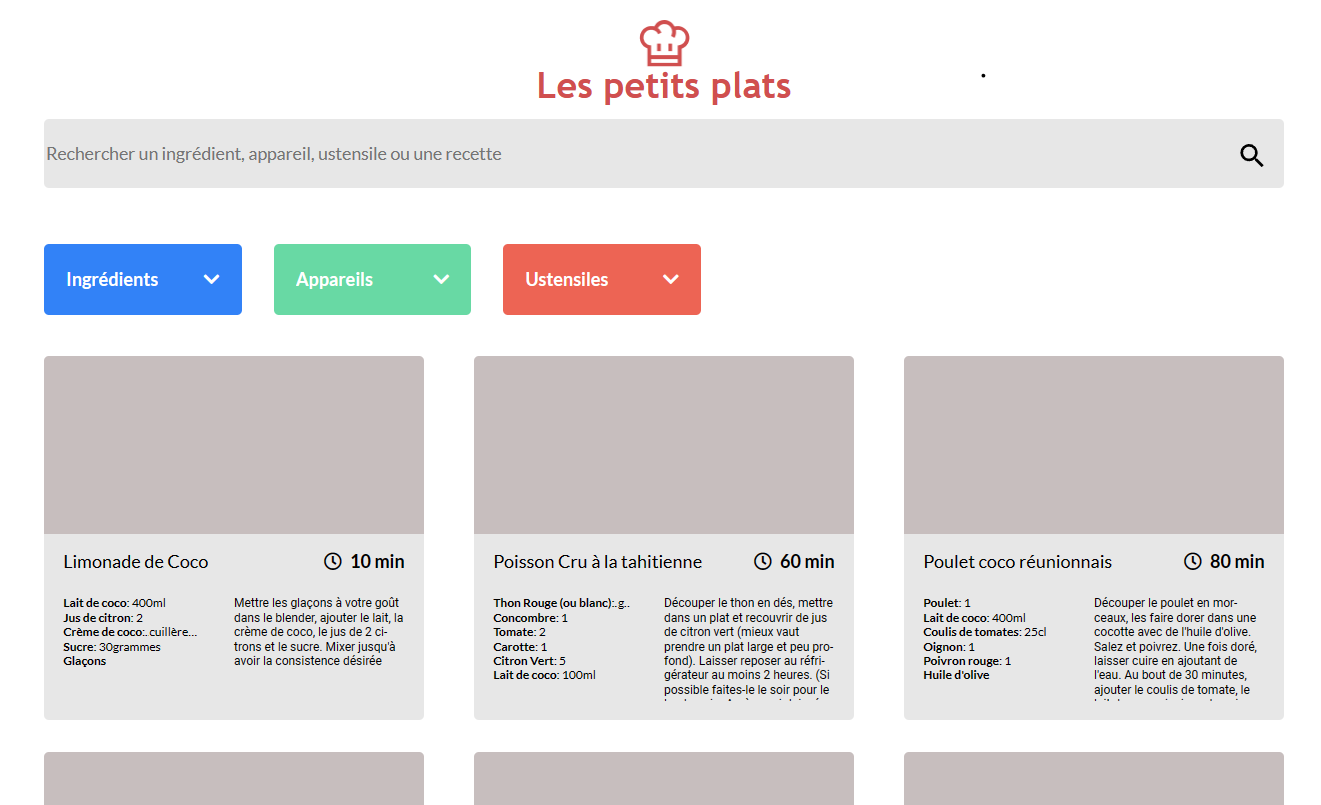 Les petits plats
Rechercher un ingrédient, appareil, ustensile ou une recette
Ingrédients
Appareils
Ustensiles
Limonade de Coco
10 min
Lait de coco: 400ml
Jus de citron: 2
Crème de coco:..cuillère...
Sucre: 30grammes
Glaçons
Mettre les glaçons à votre goût
dans le blender, ajouter le lait, la
crème de coco, le jus de 2 ci-
trons et le sucre. Mixer jusqu'à
avoir la consistence désirée
Poisson Cru à la tahitienne
60 min
Thon Rouge (ou blanc):.g..
Concombre: 1
Tomate: 2
Carotte: 1
Citron Vert: 5
Lait de coco: 100ml
Découper le thon en dés, mettre
dans un plat et recouvrir de jus
de citron vert (mieux vaut
prendre un plat large et peu pro-
fond). Laisser reposer au réfri-
gérateur au moins 2 heures. (Si
possible faites-le le soir pour le
Poulet coco réunionnais
80 min
Poulet: 1
Lait de coco: 400ml
Coulis de tomates: 25cl
Oignon: 1
Poivron rouge: 1
Huile d'olive
Découper le poulet en mor-
ceaux, les faire dorer dans une
cocotte avec de l'huile d'olive.
Salez et poivrez. Une fois doré,
laisser cuire en ajoutant de
l'eau. Au bout de 30 minutes,
ajouter le coulis de tomate, le